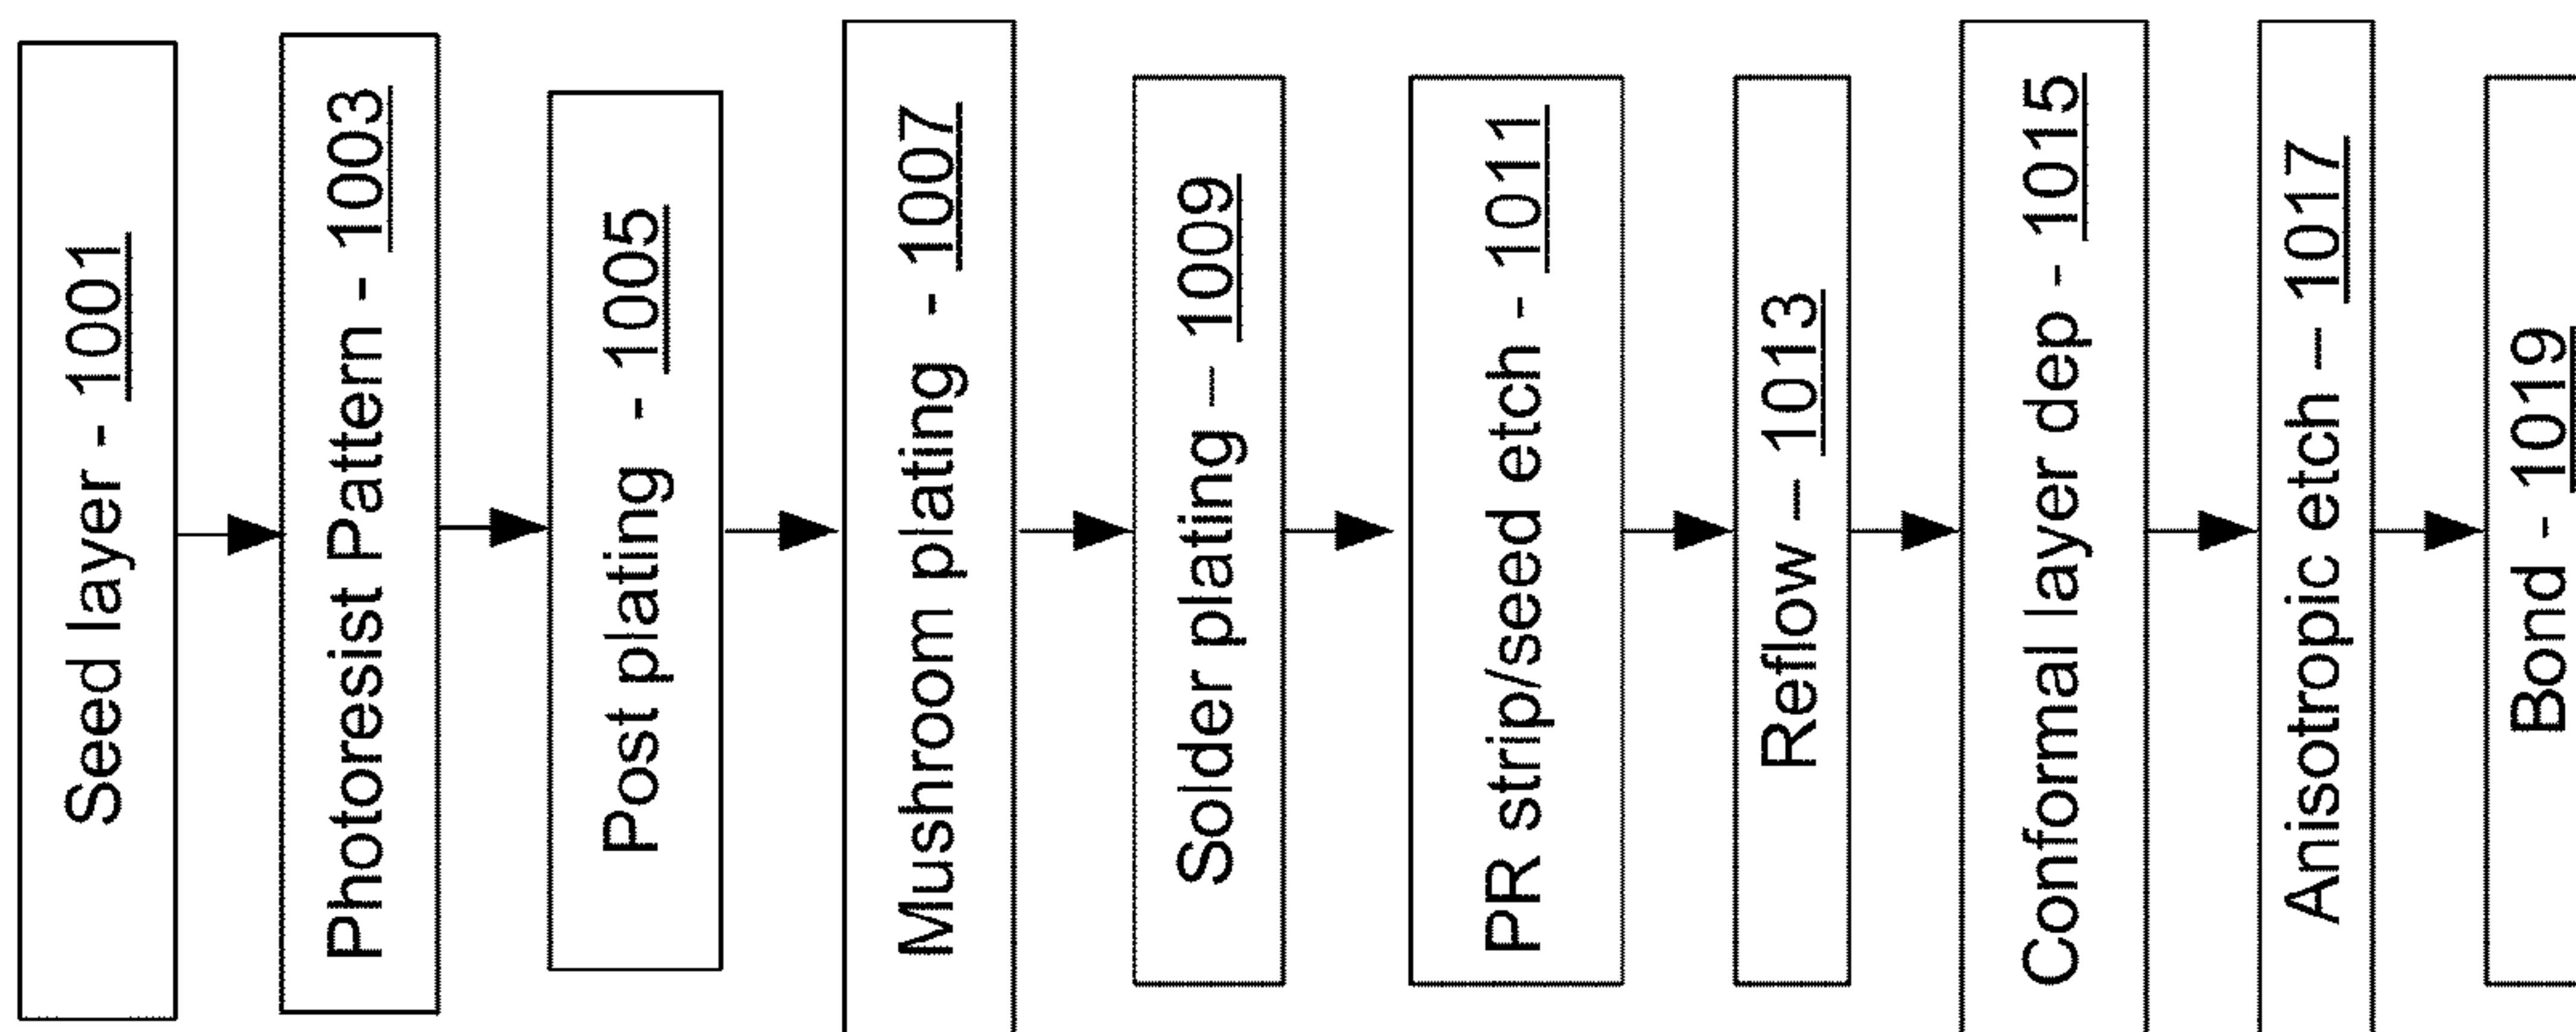 Seed layer - 1001
Photoresist Pattern - 1003
Post plating - 1005
Mushroom plating - 1007
Solder plating – 1009
PR strip/seed etch - 1011
Reflow – 1013
Conformal layer dep - 1015
Anisotropic etch – 1017
Bond - 1019